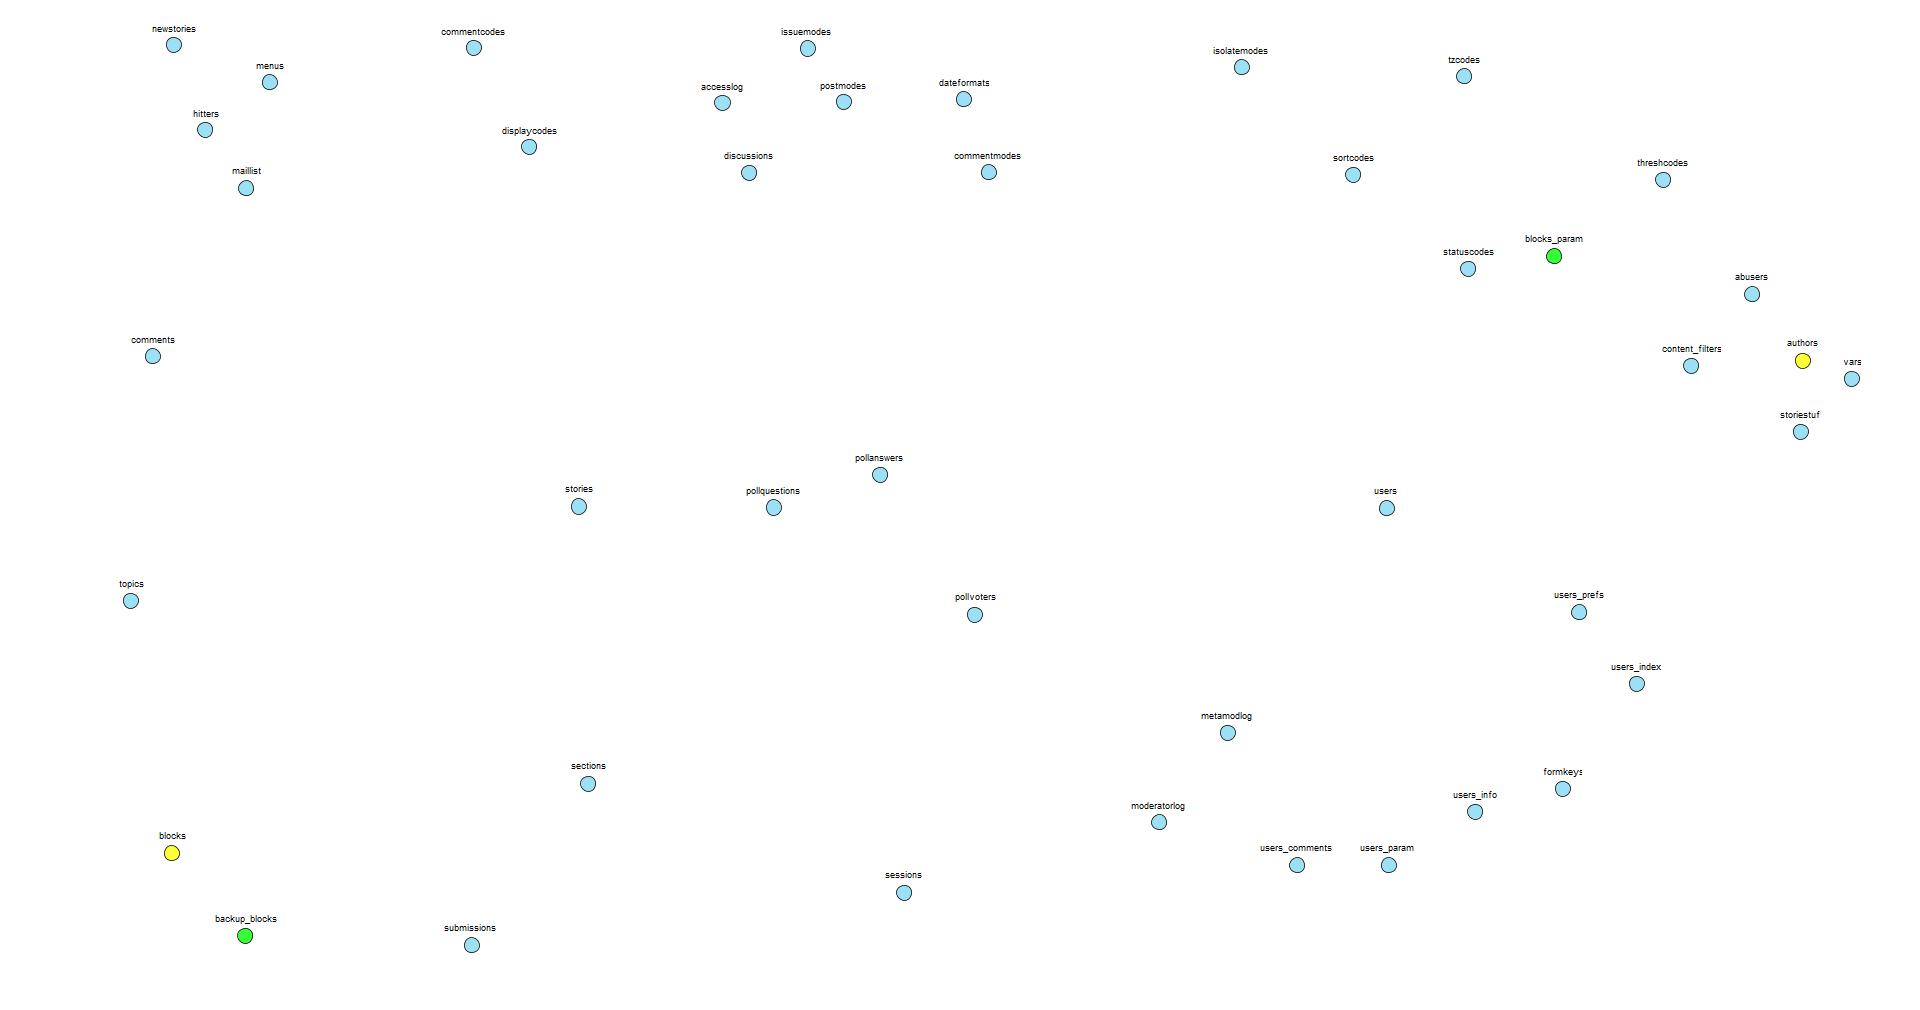 newstories
commentcodes
issuemodes
isolatemodes
tzcodes
menus
accesslog
postmodes
dateformats
hitters
displaycodes
discussions
commentmodes
sortcodes
threshcodes
maillist
blocks_param
statuscodes
abusers
comments
authors
content_filters
vars
storiestuf
pollanswers
stories
pollquestions
users
topics
pollvoters
users_prefs
users_index
metamodlog
sections
formkeys
users_info
moderatorlog
blocks
users_comments
users_param
sessions
backup_blocks
submissions